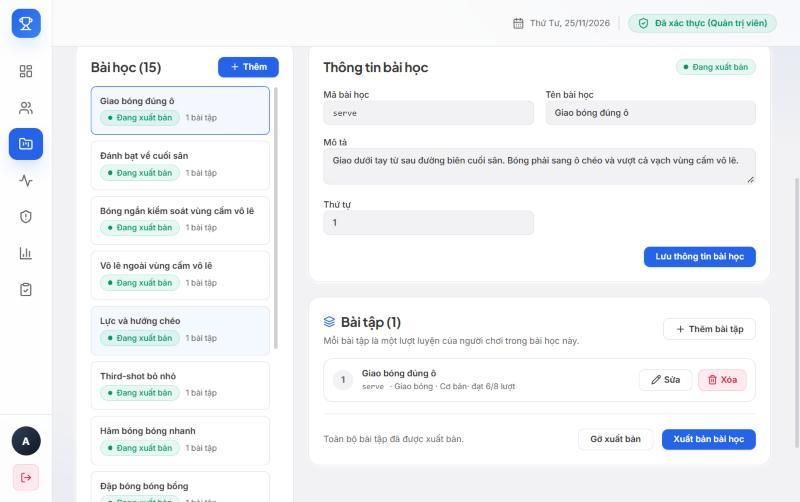 Thứ Tư, 25/11/2026
Đã xác thực (Quản trị viên)
Bài học (15)
+ Thêm
Giao bóng đúng ô
Đang xuất bản
1 bài tập
Đánh bạt về cuối sân
Đang xuất bản
1 bài tập
Bóng ngắn kiểm soát vùng cấm vô lê
Đang xuất bản
1 bài tập
Vô lê ngoài vùng cấm vô lê
Đang xuất bản
1 bài tập
Lực và hướng chéo
Đang xuất bản
1 bài tập
Third-shot bỏ nhỏ
Đang xuất bản
1 bài tập
Hãm bóng bóng nhanh
Đang xuất bản
1 bài tập
Đập bóng bóng bổng
Đang xuất bản
1 bài tập
Thông tin bài học
Đang xuất bản
Mã bài học
serve
Tên bài học
Giao bóng đúng ô
Mô tả
Giao dưới tay từ sau đường biên cuối sân. Bóng phải sang ô chéo và vượt cả vạch vùng cấm vô lê.
Thứ tự
1
Lưu thông tin bài học
Bài tập (1)
Mỗi bài tập là một lượt luyện của người chơi trong bài học này.
+ Thêm bài tập
1
Giao bóng đúng ô
serve · Giao bóng · Cơ bản· đạt 6/8 lượt
Sửa
Xóa
Toàn bộ bài tập đã được xuất bản.
Gỡ xuất bản
Xuất bản bài học
A